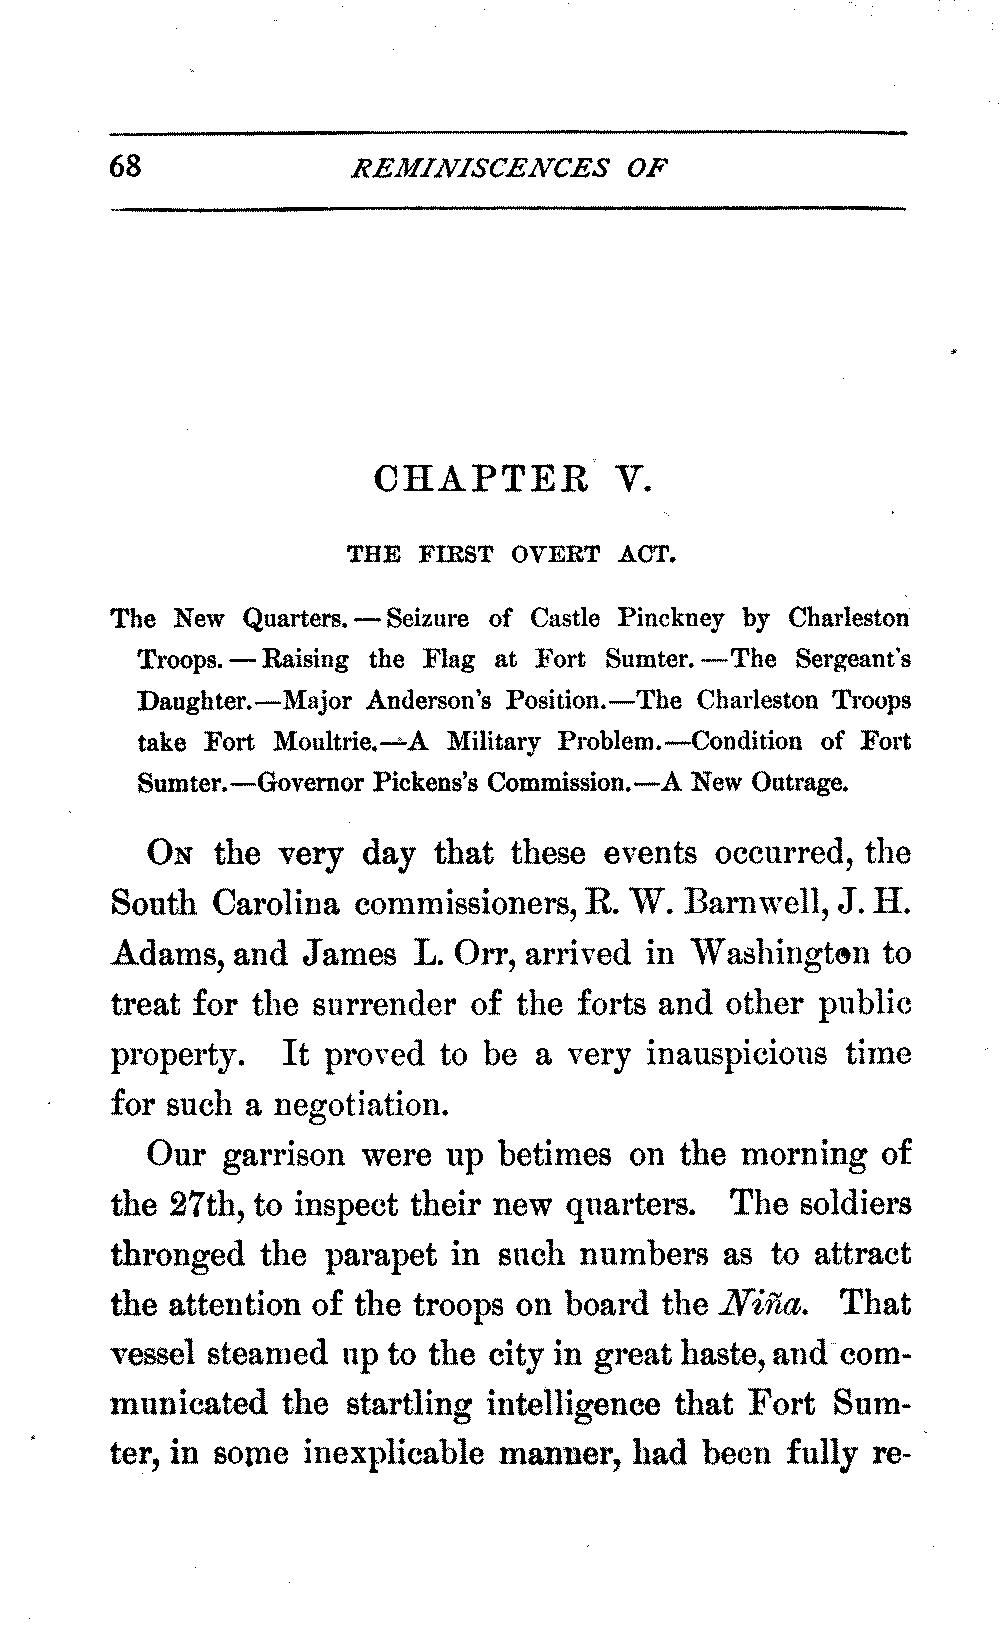 68 REMINISCENCES OF
CHAPTER V.
THE FIRST OVERT ACT.
The New Quarters. — Seizure of Castle Pinckney by Charleston
Troops. — Raising the Flag at Fort Sumter. — The Sergeant's
Daughter.—Major Anderson's Position.—The Charleston Troops
take Fort Moultrie.—A Military Problem.—Condition of Fort
Sumter.—Governor Pickens's Commission.—A New Outrage.
ON the very day that these events occurred, the
South Carolina commissioners, R. W. Barnwell, J. H.
Adams, and James L. Orr, arrived in Washington to
treat for the surrender of the forts and other public
property. It proved to be a very inauspicious time
for such a negotiation.
Our garrison were up betimes on the morning of
the 27th, to inspect their new quarters. The soldiers
thronged the parapet in such numbers as to attract
the attention of the troops on board the Niña. That
vessel steamed up to the city in great haste, and com-
municated the startling intelligence that Fort Sum-
ter, in some inexplicable manner, had been fully re-